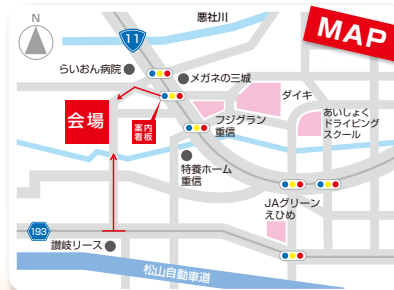 N
悪社川
MAP
11
らいおん病院
メガネの三城
ダイキ
会場
案内
看板
フジグラン
重信
あいしょく
ドライビング
スクール
特養ホーム
重信
JAグリーン
えひめ
193
讃岐リース
松山自動車道